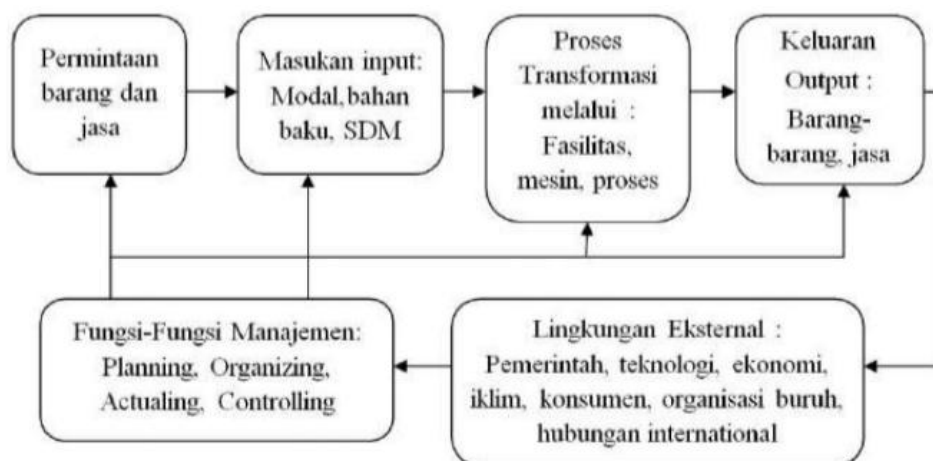 Permintaan
barang dan
jasa
Masukan input:
Modal,bahan
baku, SDM
Proses
Transformasi
melalui :
Fasilitas,
mesin, proses
Keluaran
Output :
Barang-
barang, jasa
Fungsi-Fungsi Manajemen:
Planning, Organizing,
Actualing, Controlling
Lingkungan Eksternal :
Pemerintah, teknologi, ekonomi,
iklim, konsumen, organisasi buruh,
hubungan international